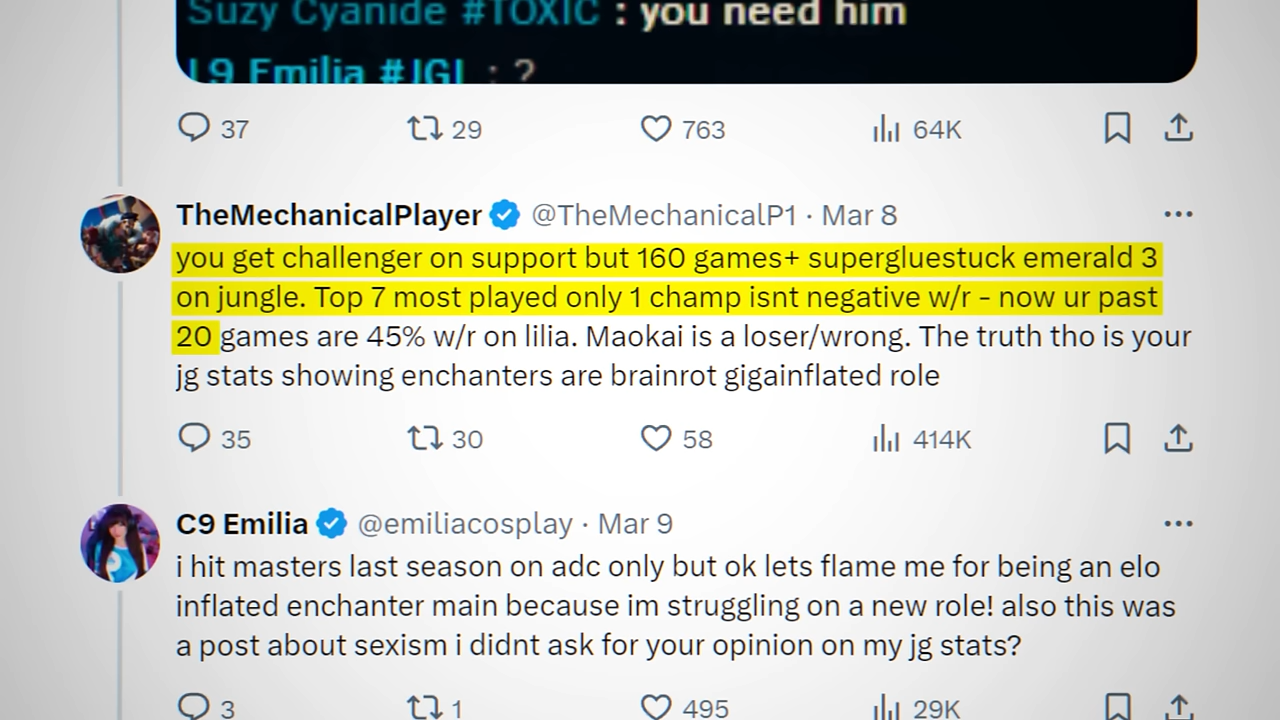 Suzy Cyanide #TOXIC : you need him
L9 Emilia #JGL : ?
37 29 763 64K
TheMechanicalPlayer @TheMechanicalP1 · Mar 8
you get challenger on support but 160 games+ supergluestuck emerald 3
on jungle. Top 7 most played only 1 champ isnt negative w/r - now ur past
20 games are 45% w/r on lilia. Maokai is a loser/wrong. The truth tho is your
jg stats showing enchanters are brainrot gigainflated role
35 30 58 414K
C9 Emilia @emiliacosplay · Mar 9
i hit masters last season on adc only but ok lets flame me for being an elo
inflated enchanter main because im struggling on a new role! also this was
a post about sexism i didnt ask for your opinion on my jg stats?
3 1 495 29K